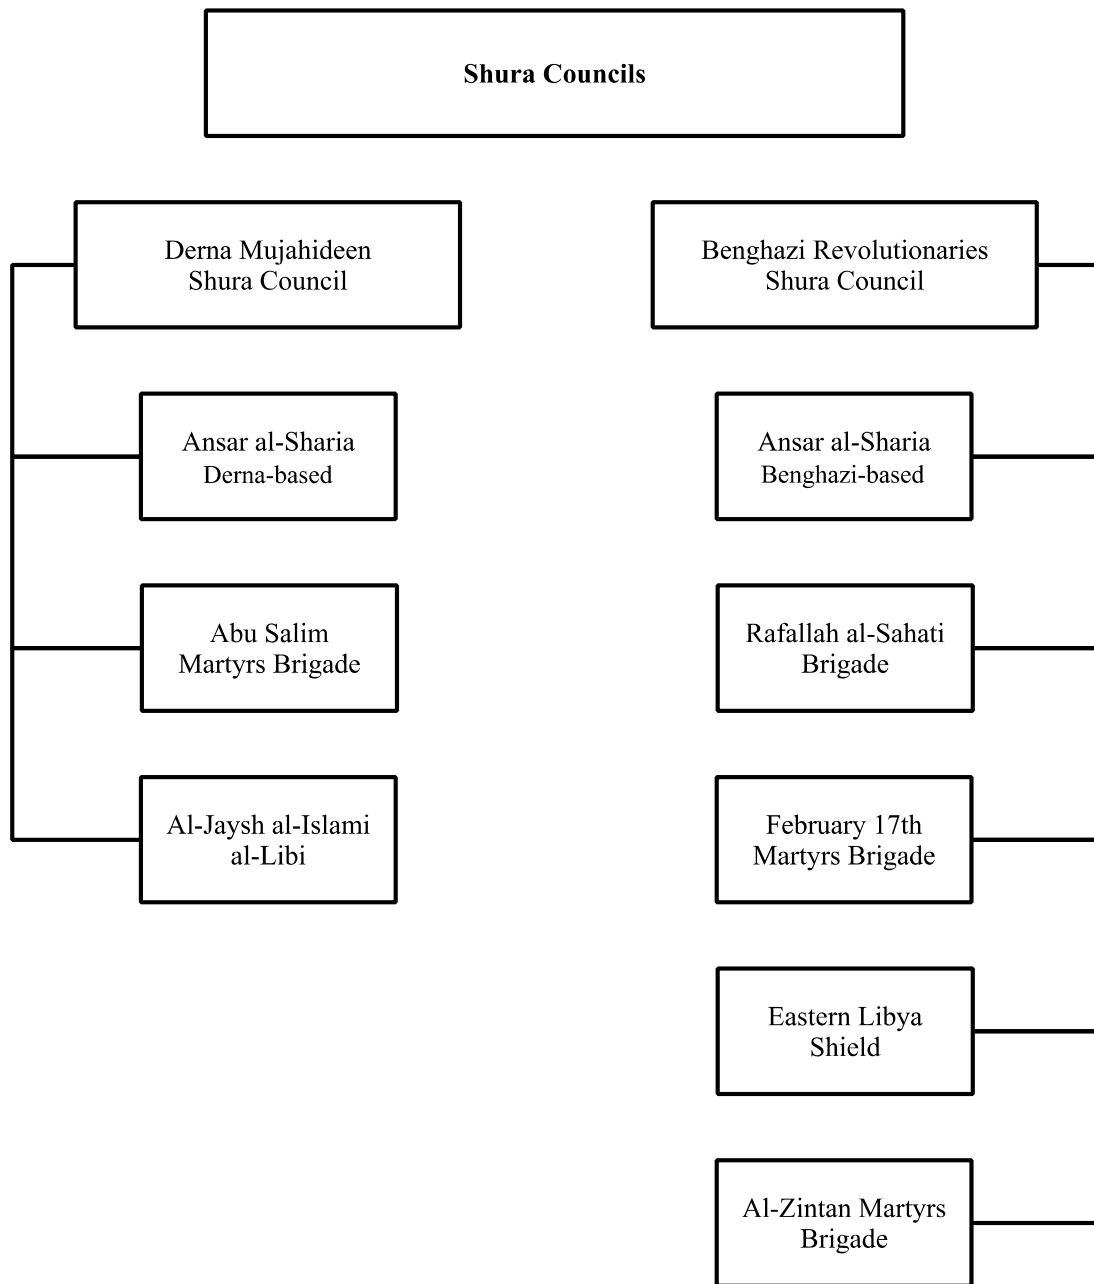 Shura Councils
Derna Mujahideen
Shura Council
Ansar al-Sharia
Derna-based
Abu Salim
Martyrs Brigade
Al-Jaysh al-Islami
al-Libi
Benghazi Revolutionaries
Shura Council
Ansar al-Sharia
Benghazi-based
Rafallah al-Sahati
Brigade
February 17th
Martyrs Brigade
Eastern Libya
Shield
Al-Zintan Martyrs
Brigade